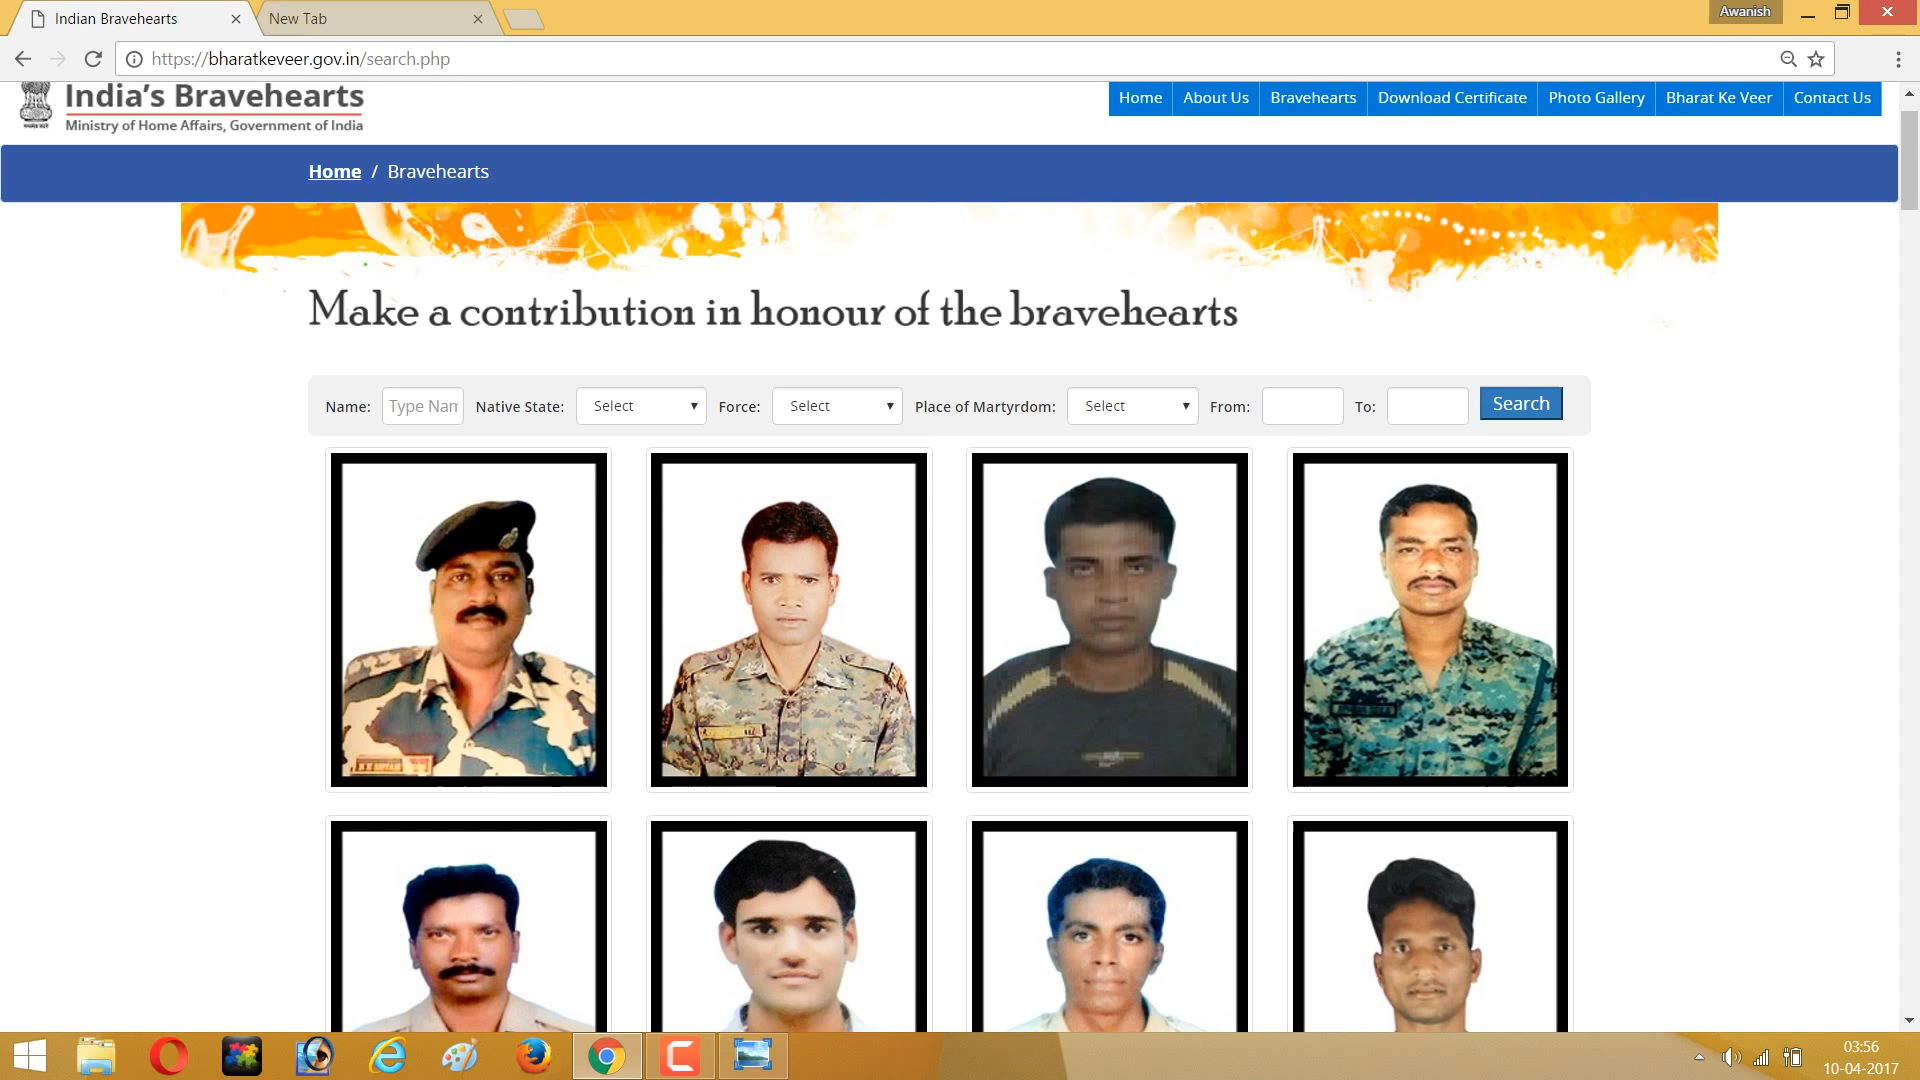 Indian Bravehearts
New Tab
Awanish
https://bharatkeveer.gov.in/search.php
India's Bravehearts
Ministry of Home Affairs, Government of India
Home About Us Bravehearts Download Certificate Photo Gallery Bharat Ke Veer Contact Us
Home / Bravehearts
Make a contribution in honour of the bravehearts
Name: Type Nam Native State: Select Force: Select Place of Martyrdom: Select From: To: Search
03:56
10-04-2017